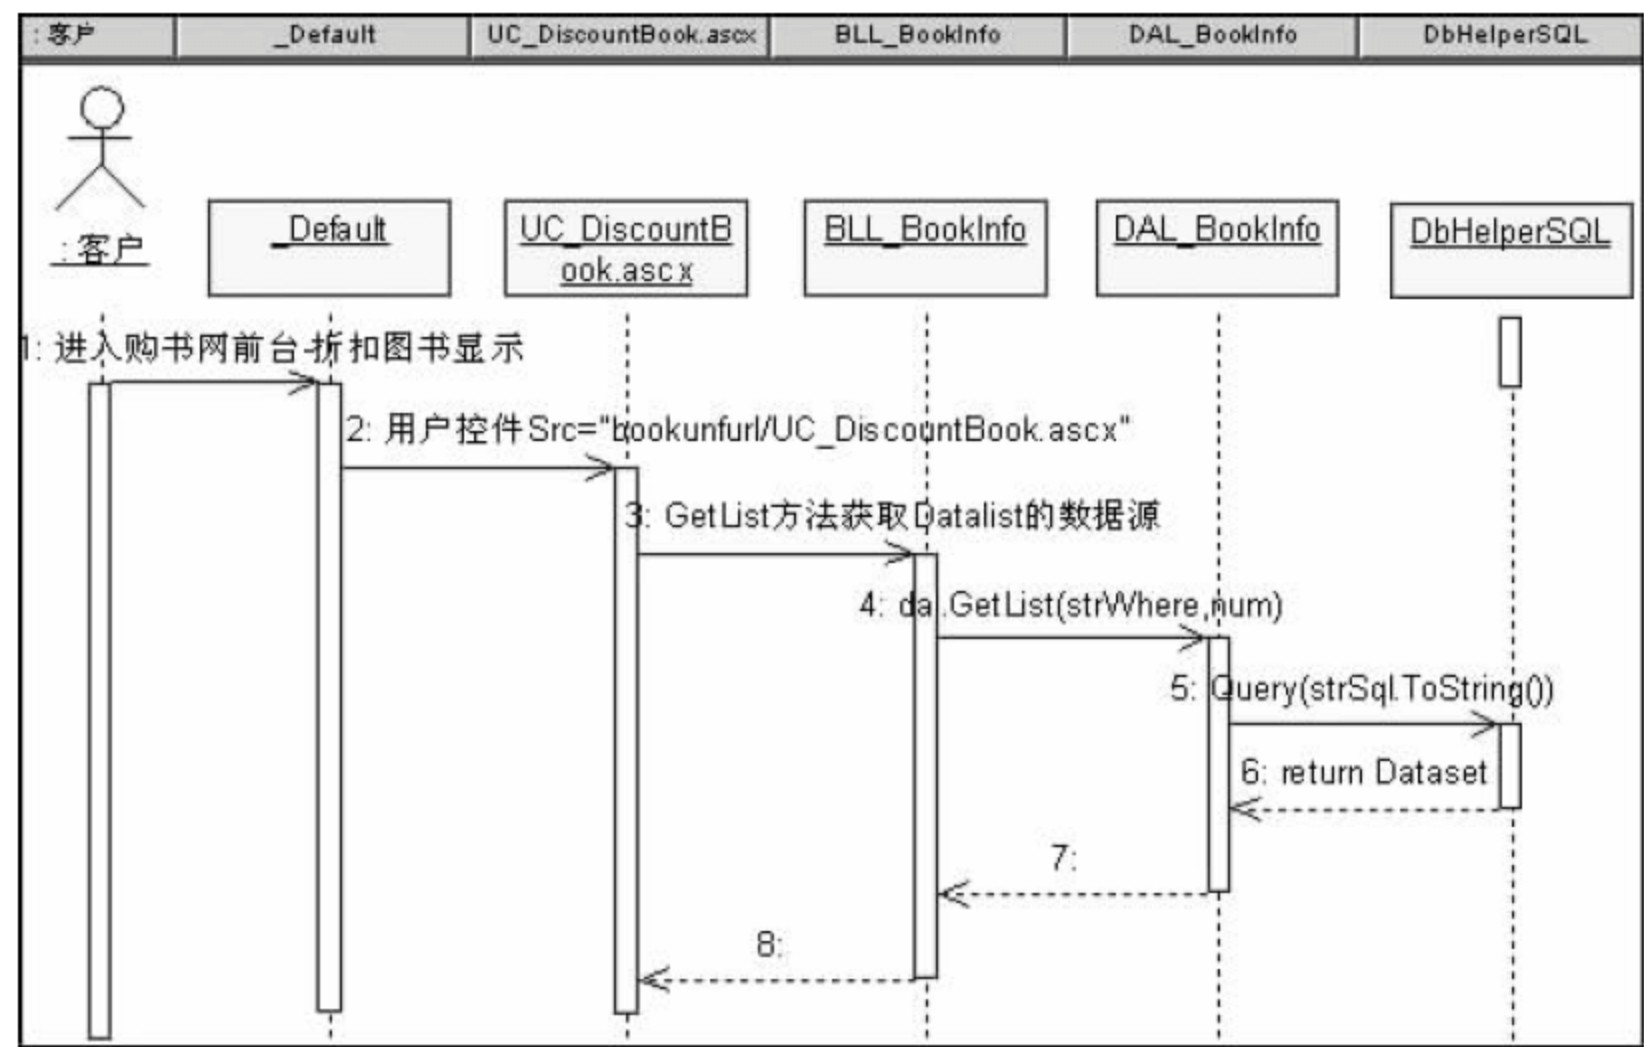 : 客户
_Default
UC_DiscountBook.ascx
BLL_BookInfo
DAL_BookInfo
DbHelperSQL
: 客户
_Default
UC_DiscountB
ook.ascx
BLL_BookInfo
DAL_BookInfo
DbHelperSQL
1: 进入购书网前台-折扣图书显示
2: 用户控件Src="bookunfurl/UC_DiscountBook.ascx"
3: GetList方法获取Datalist的数据源
4: dal.GetList(strWhere,num)
5: Query(strSql.ToString())
6: return Dataset
7:
8: